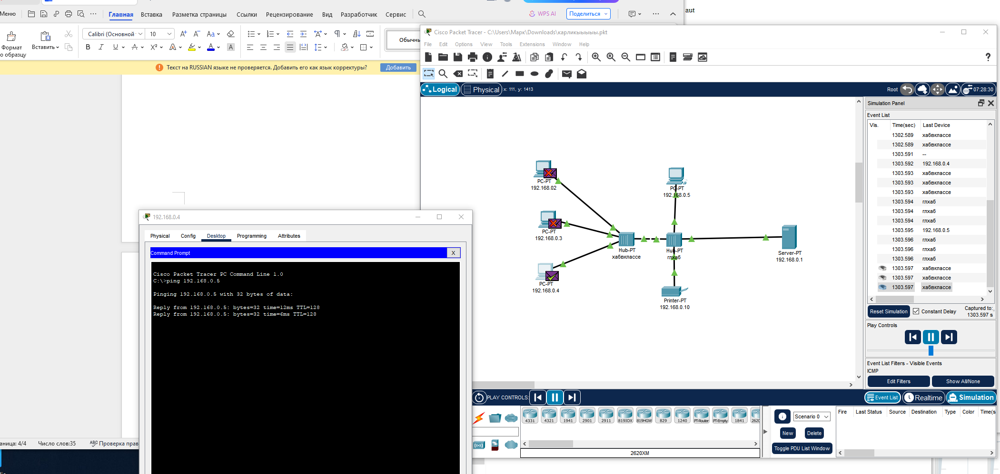 Меню
Главная Вставка Разметка страницы Ссылки Рецензирование Вид Разработчик Сервис
WPS AI
Поделиться
aut
Формат
о образцу
Вставить
Calibri (Основной
10
Обычнь
Текст на RUSSIAN языке не проверяется. Добавить его как язык корректуры?
Добавить
Cisco Packet Tracer - C:\Users\Марк\Downloads\карликыыыыы.pkt
File Edit Options View Tools Extensions Window Help
Logical
Physical
x: 111, y: 1413
Root
07:28:30
PC-PT
192.168.02
PC-PT
192.168.0.3
PC-PT
192.168.0.4
PC-PT
192.168.0.5
Hub-PT
хабвклассе
Hub-PT
глхаб
Server-PT
192.168.0.1
Printer-PT
192.168.0.10
Simulation Panel
Event List
Vis. Time(sec) Last Device
1302.589 хабвклассе
1302.589 хабвклассе
1303.591 --
1303.592 192.168.0.4
1303.593 хабвклассе
1303.593 хабвклассе
1303.593 хабвклассе
1303.594 глхаб
1303.594 глхаб
1303.594 глхаб
1303.595 192.168.0.5
1303.596 глхаб
1303.596 глхаб
1303.596 глхаб
1303.597 хабвклассе
1303.597 хабвклассе
1303.597 хабвклассе
Reset Simulation
Constant Delay
Captured to:
1303.597 s
Play Controls
Event List Filters - Visible Events
ICMP
Edit Filters
Show All/None
PLAY CONTROLS:
Event List
Realtime
Simulation
4331 4321 1941 2901 2911 819IOX 819HGW 829 1240 PT-Router PT-Empty 1841 2620
2620XM
Scenario 0
New
Delete
Toggle PDU List Window
Fire Last Status Source Destination Type Color Time(s
192.168.0.4
Physical Config Desktop Programming Attributes
Command Prompt
X
Cisco Packet Tracer PC Command Line 1.0
C:\>ping 192.168.0.5
Pinging 192.168.0.5 with 32 bytes of data:
Reply from 192.168.0.5: bytes=32 time=12ms TTL=128
Reply from 192.168.0.5: bytes=32 time=6ms TTL=128
аница: 4/4
Число слов:35
Проверка прав